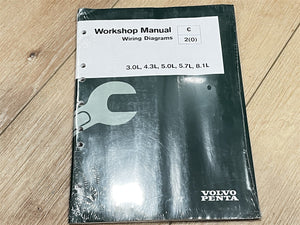 Workshop Manual
C
Wiring Diagrams
2(0)
3.0L, 4.3L, 5.0L, 5.7L, 8.1L
VOLVO
PENTA